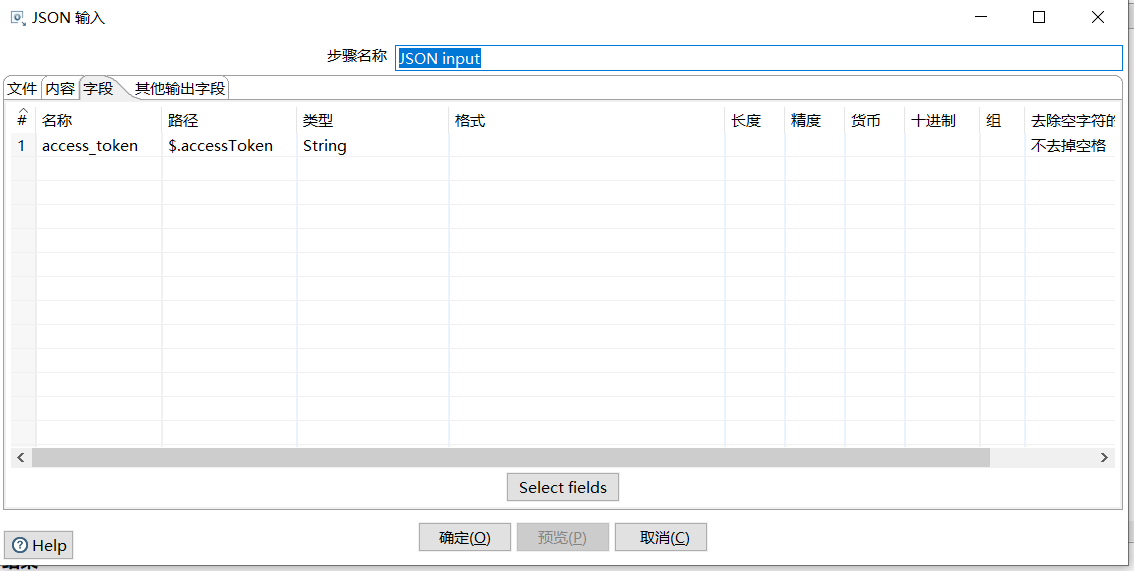 JSON 输入
步骤名称 JSON input
文件 内容 字段 其他输出字段
# 名称 路径 类型 格式 长度 精度 货币 十进制 组 去除空字符的
1 access_token $.accessToken String 不去掉空格
Select fields
确定(O) 预览(P) 取消(C)
Help